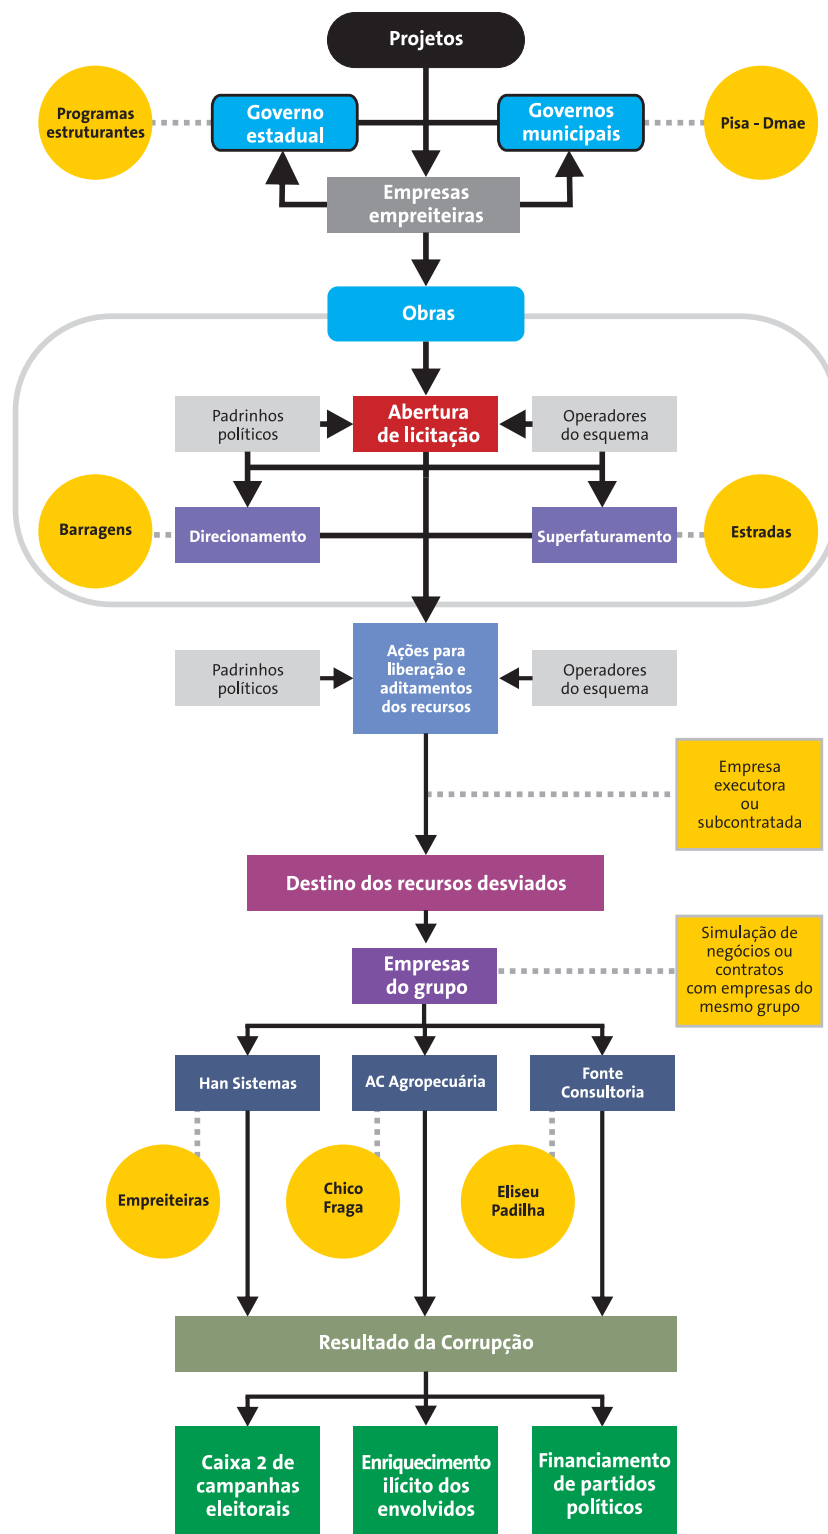 Projetos
Programas
estruturantes
Governo
estadual
Governos
municipais
Pisa - Dmae
Empresas
empreiteiras
Obras
Padrinhos
políticos
Abertura
de licitação
Operadores
do esquema
Barragens
Direcionamento
Superfaturamento
Estradas
Padrinhos
políticos
Ações para
liberação e
aditamentos
dos recursos
Operadores
do esquema
Empresa
executora
ou
subcontratada
Destino dos recursos desviados
Empresas
do grupo
Simulação de
negócios ou
contratos
com empresas do
mesmo grupo
Han Sistemas
AC Agropecuária
Fonte
Consultoria
Empreiteiras
Chico
Fraga
Eliseu
Padilha
Resultado da Corrupção
Caixa 2 de
campanhas
eleitorais
Enriquecimento
ilícito dos
envolvidos
Financiamento
de partidos
políticos